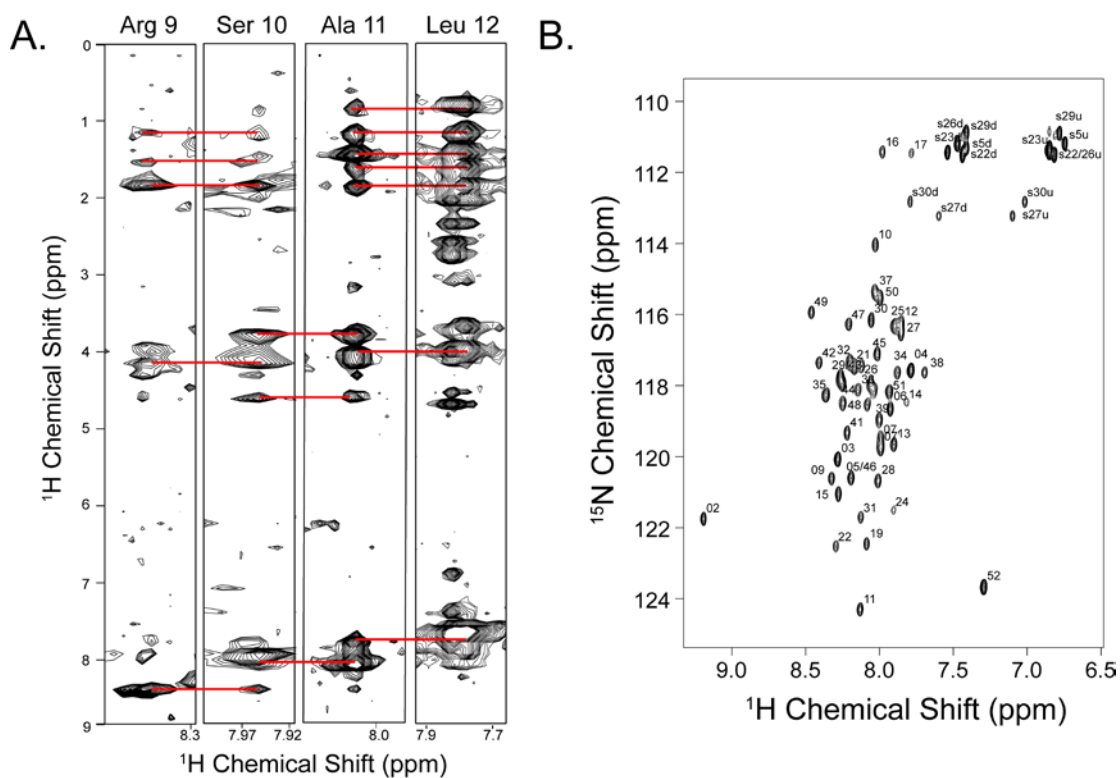 A.
Arg 9 Ser 10 Ala 11 Leu 12
0
1
2
3
4
5
6
7
8
9
¹H Chemical Shift (ppm)
8.3 7.97 7.92 8.0 7.9 7.7
¹H Chemical Shift (ppm)
B.
110
114
116
118
120
122
124
¹⁵N Chemical Shift (ppm)
9.0 8.5 8.0 7.5 7.0 6.5
¹H Chemical Shift (ppm)
s26d s29d s29u
s23d s5d s23u s5u
16 17 s22d s22/26u
s30d s30u
s27d s27u
10
37
50
49 47 30 2512
27
45
42 32 21 34 04 38
29 26
35 14 51
44 06
48 39
41 07 13
03
09 05/46 28
15
02 31 24
22 19
52
11